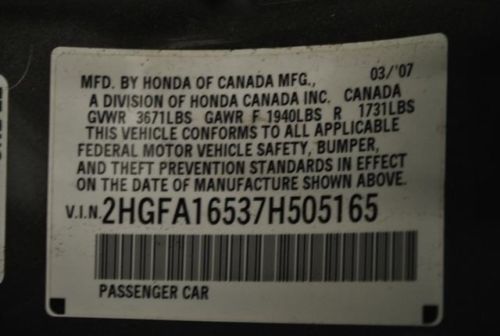 MFD. BY HONDA OF CANADA MFG., 03/'07
A DIVISION OF HONDA CANADA INC. CANADA
GVWR 3671LBS GAWR F 1940LBS R 1731LBS
THIS VEHICLE CONFORMS TO ALL APPLICABLE
FEDERAL MOTOR VEHICLE SAFETY, BUMPER,
AND THEFT PREVENTION STANDARDS IN EFFECT
ON THE DATE OF MANUFACTURE SHOWN ABOVE.
V.I.N. 2HGFA16537H505165
PASSENGER CAR